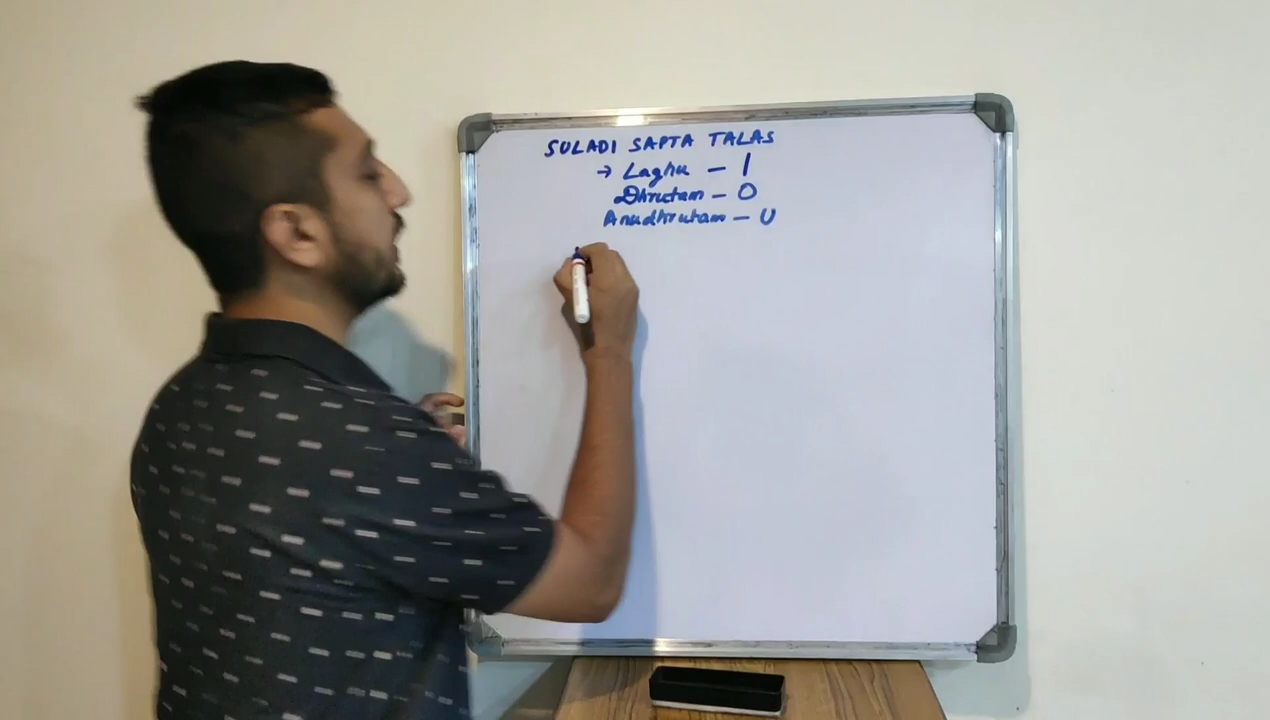 SULADI SAPTA TALAS
→ Laghu – |
Dhrutam – O
Anudhrutam – U